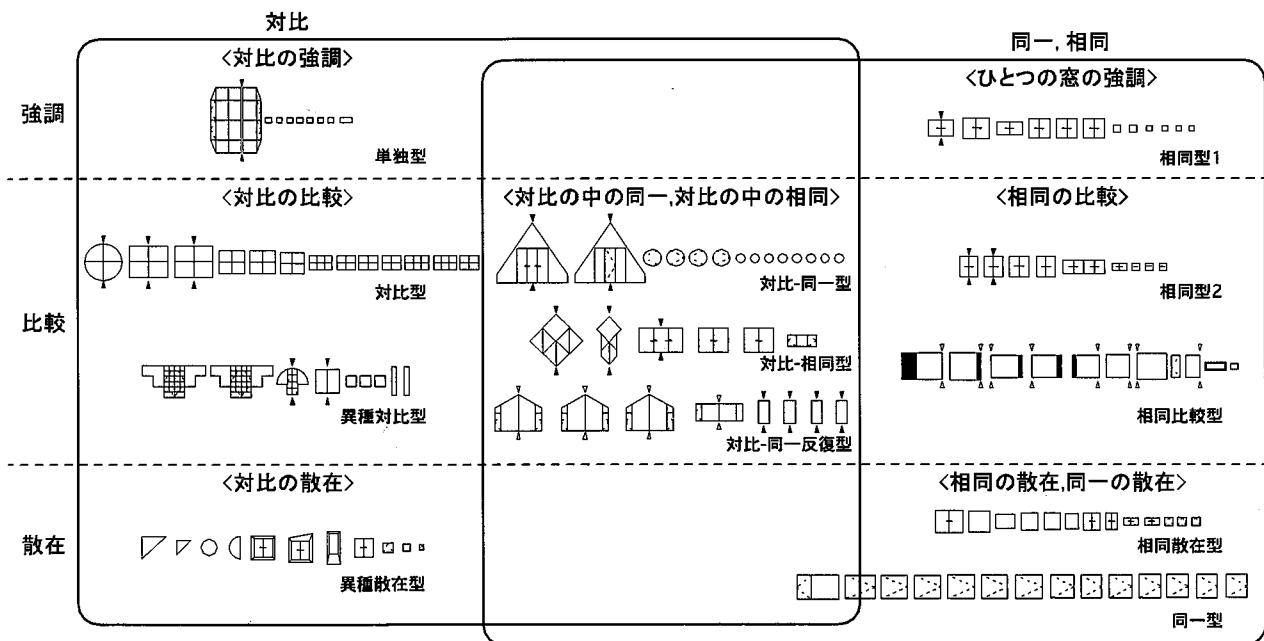 対比
同一, 相同
強調
<対比の強調>
単独型
<ひとつの窓の強調>
相同型1
比較
<対比の比較>
対比型
異種対比型
<対比の中の同一,対比の中の相同>
対比-同一型
対比-相同型
対比-同一反復型
<相同の比較>
相同型2
相同比較型
散在
<対比の散在>
異種散在型
<相同の散在,同一の散在>
相同散在型
同一型